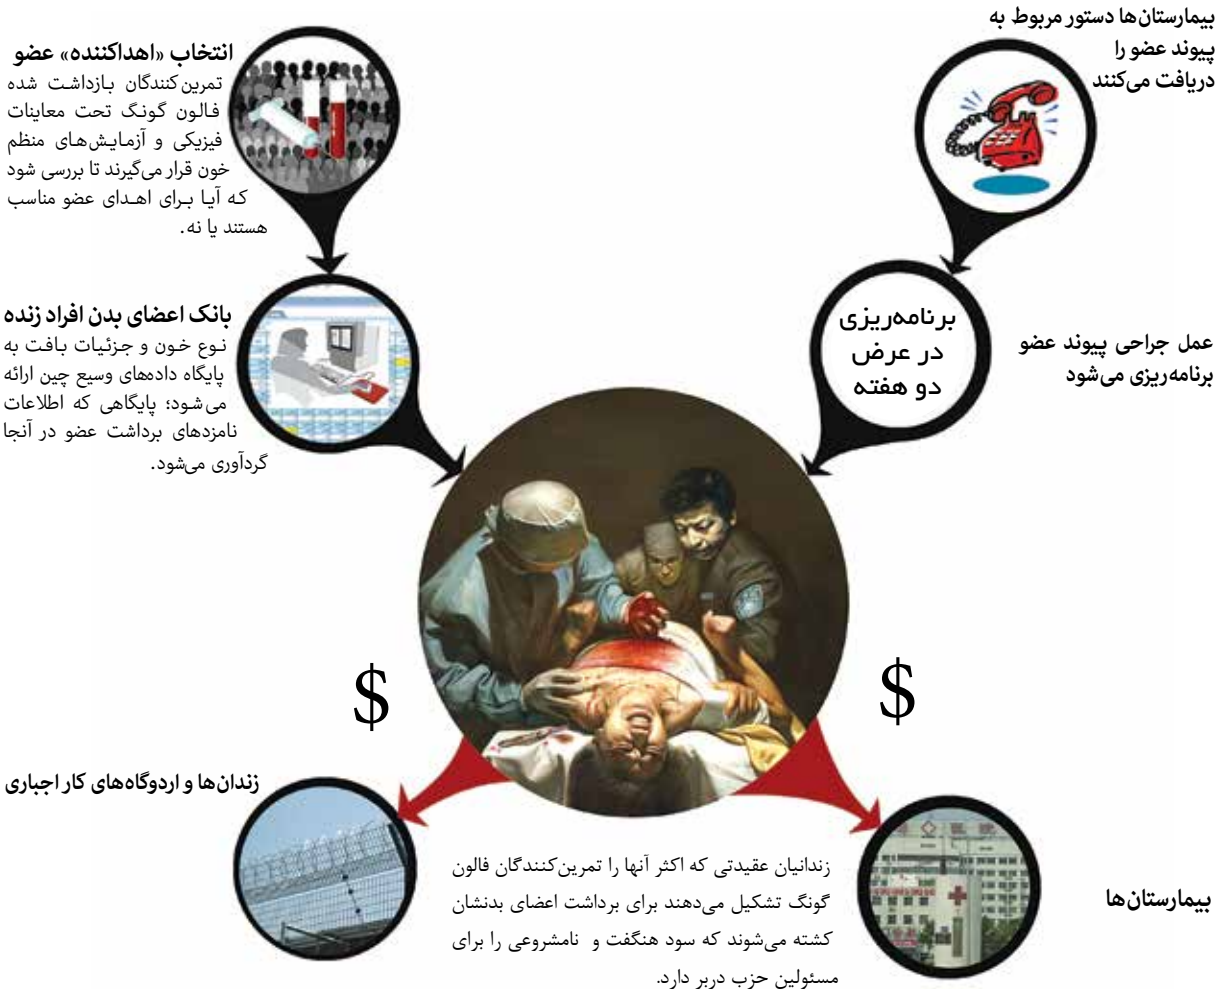 بیمارستان‌ها دستور مربوط به
پیوند عضو را
دریافت می‌کنند
انتخاب «اهداکننده» عضو
تمرین‌کنندگان بازداشت شده
فالون گونگ تحت معاینات
فیزیکی و آزمایش‌های منظم
خون قرار می‌گیرند تا بررسی شود
که آیا برای اهدای عضو مناسب
هستند یا نه.
عمل جراحی پیوند عضو
برنامه‌ریزی می‌شود
برنامه‌ریزی
در عرض
دو هفته
بانک اعضای بدن افراد زنده
نوع خون و جزئیات بافت به
پایگاه داده‌های وسیع چین ارائه
می‌شود؛ پایگاهی که اطلاعات
نامزدهای برداشت عضو در آنجا
گردآوری می‌شود.
$
$
زندان‌ها و اردوگاه‌های کار اجباری
بیمارستان‌ها
زندانیان عقیدتی که اکثر آنها را تمرین‌کنندگان فالون
گونگ تشکیل می‌دهند برای برداشت اعضای بدنشان
کشته می‌شوند که سود هنگفت و نامشروعی را برای
مسئولین حزب دربر دارد.